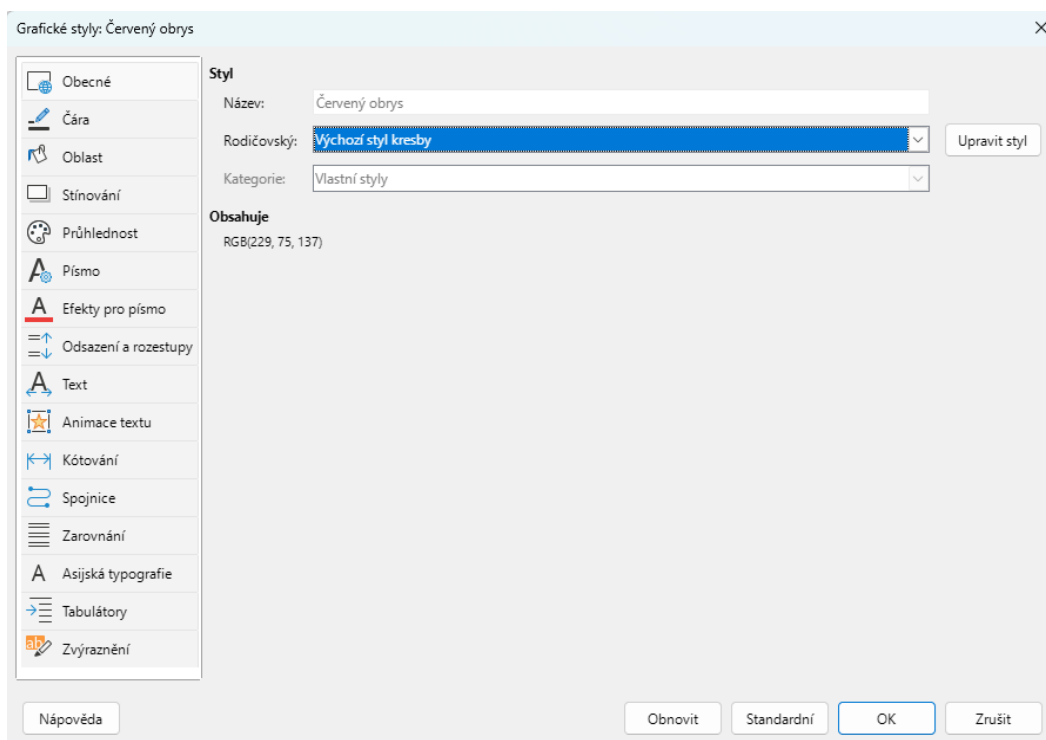 Grafické styly: Červený obrys
Obecné
Čára
Oblast
Stínování
Průhlednost
Písmo
Efekty pro písmo
Odsazení a rozestupy
Text
Animace textu
Kótování
Spojnice
Zarovnání
Asijská typografie
Tabulátory
Zvýraznění
Styl
Název: Červený obrys
Rodičovský: Výchozí styl kresby Upravit styl
Kategorie: Vlastní styly
Obsahuje
RGB(229, 75, 137)
Nápověda Obnovit Standardní OK Zrušit